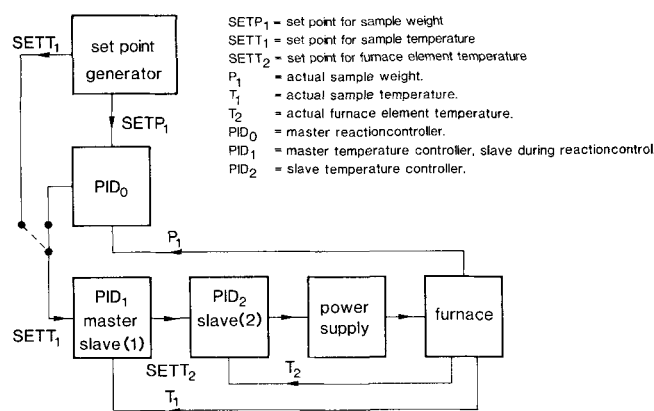 SETP₁ = set point for sample weight
SETT₁ = set point for sample temperature
SETT₂ = set point for furnace element temperature
P₁ = actual sample weight.
T₁ = actual sample temperature.
T₂ = actual furnace element temperature.
PID₀ = master reactioncontroller.
PID₁ = master temperature controller, slave during reactioncontrol
PID₂ = slave temperature controller.
SETT₁
set point
generator
SETP₁
PID₀
P₁
PID₁
master
slave(1)
PID₂
slave(2)
power
supply
furnace
SETT₁
SETT₂
T₂
T₁